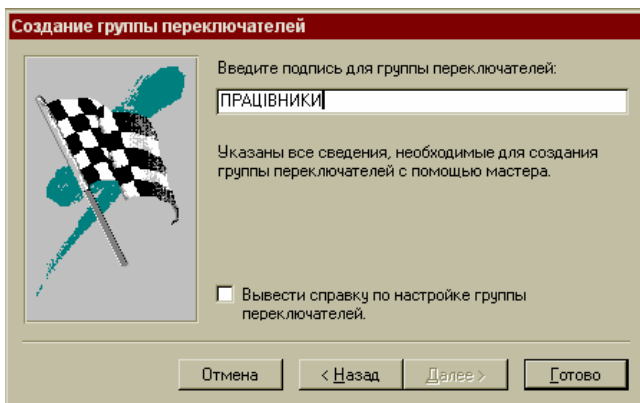 Создание группы переключателей
Введите подпись для группы переключателей:
ПРАЦІВНИКИ
Указаны все сведения, необходимые для создания
группы переключателей с помощью мастера.
Вывести справку по настройке группы
переключателей.
Отмена < Назад Далее > Готово